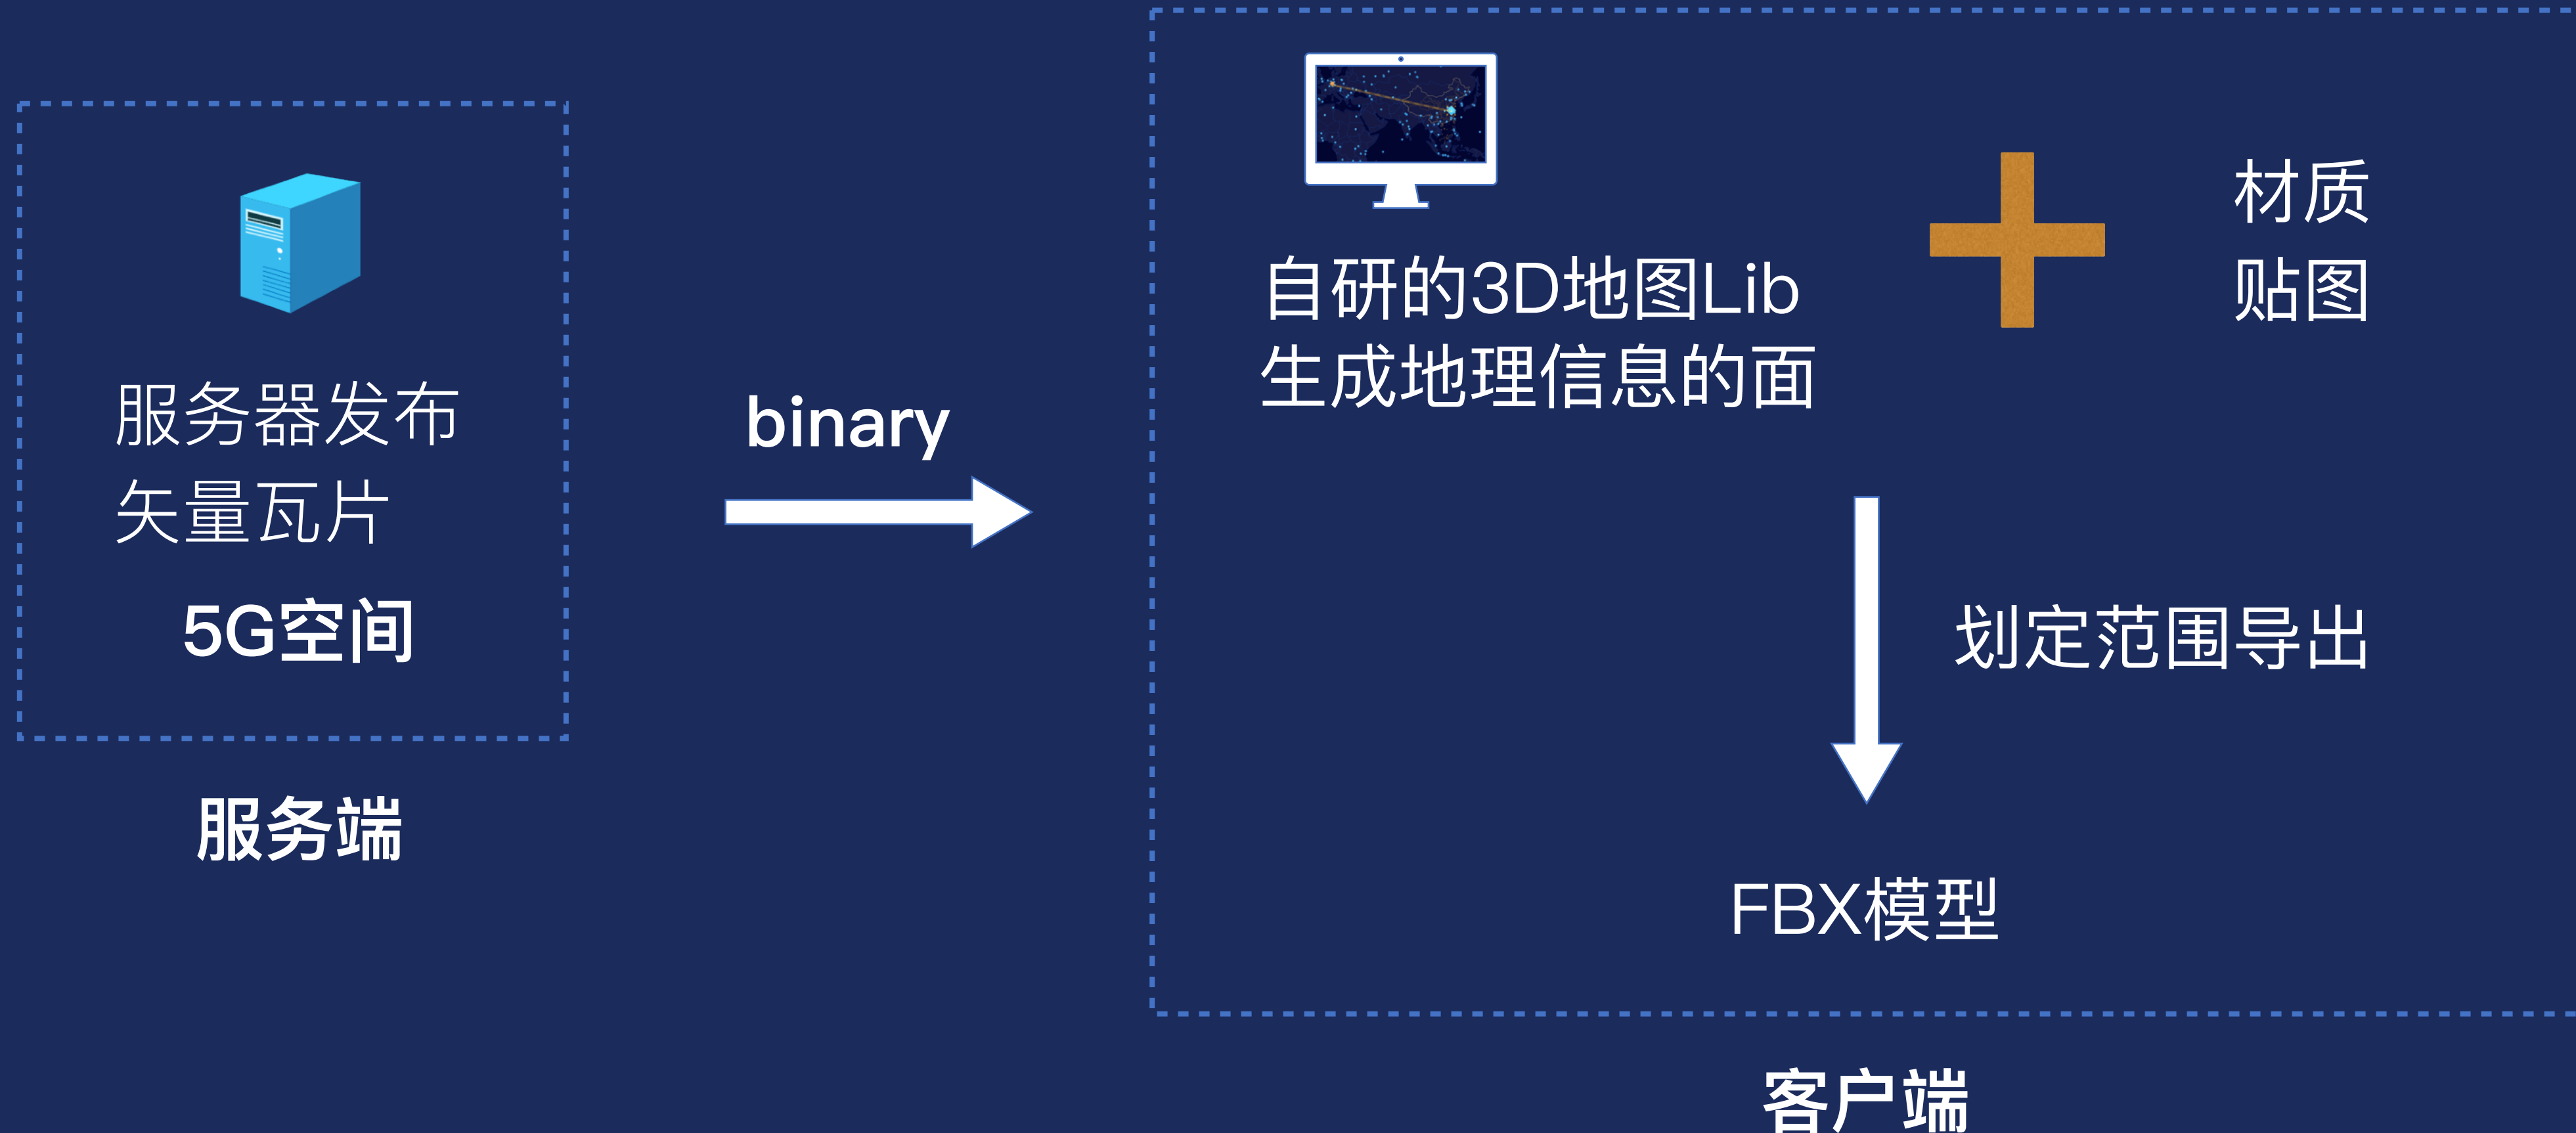 服务器发布
矢量瓦片
5G空间
服务端
binary
自研的3D地图Lib
生成地理信息的面
材质
贴图
划定范围导出
FBX模型
客户端